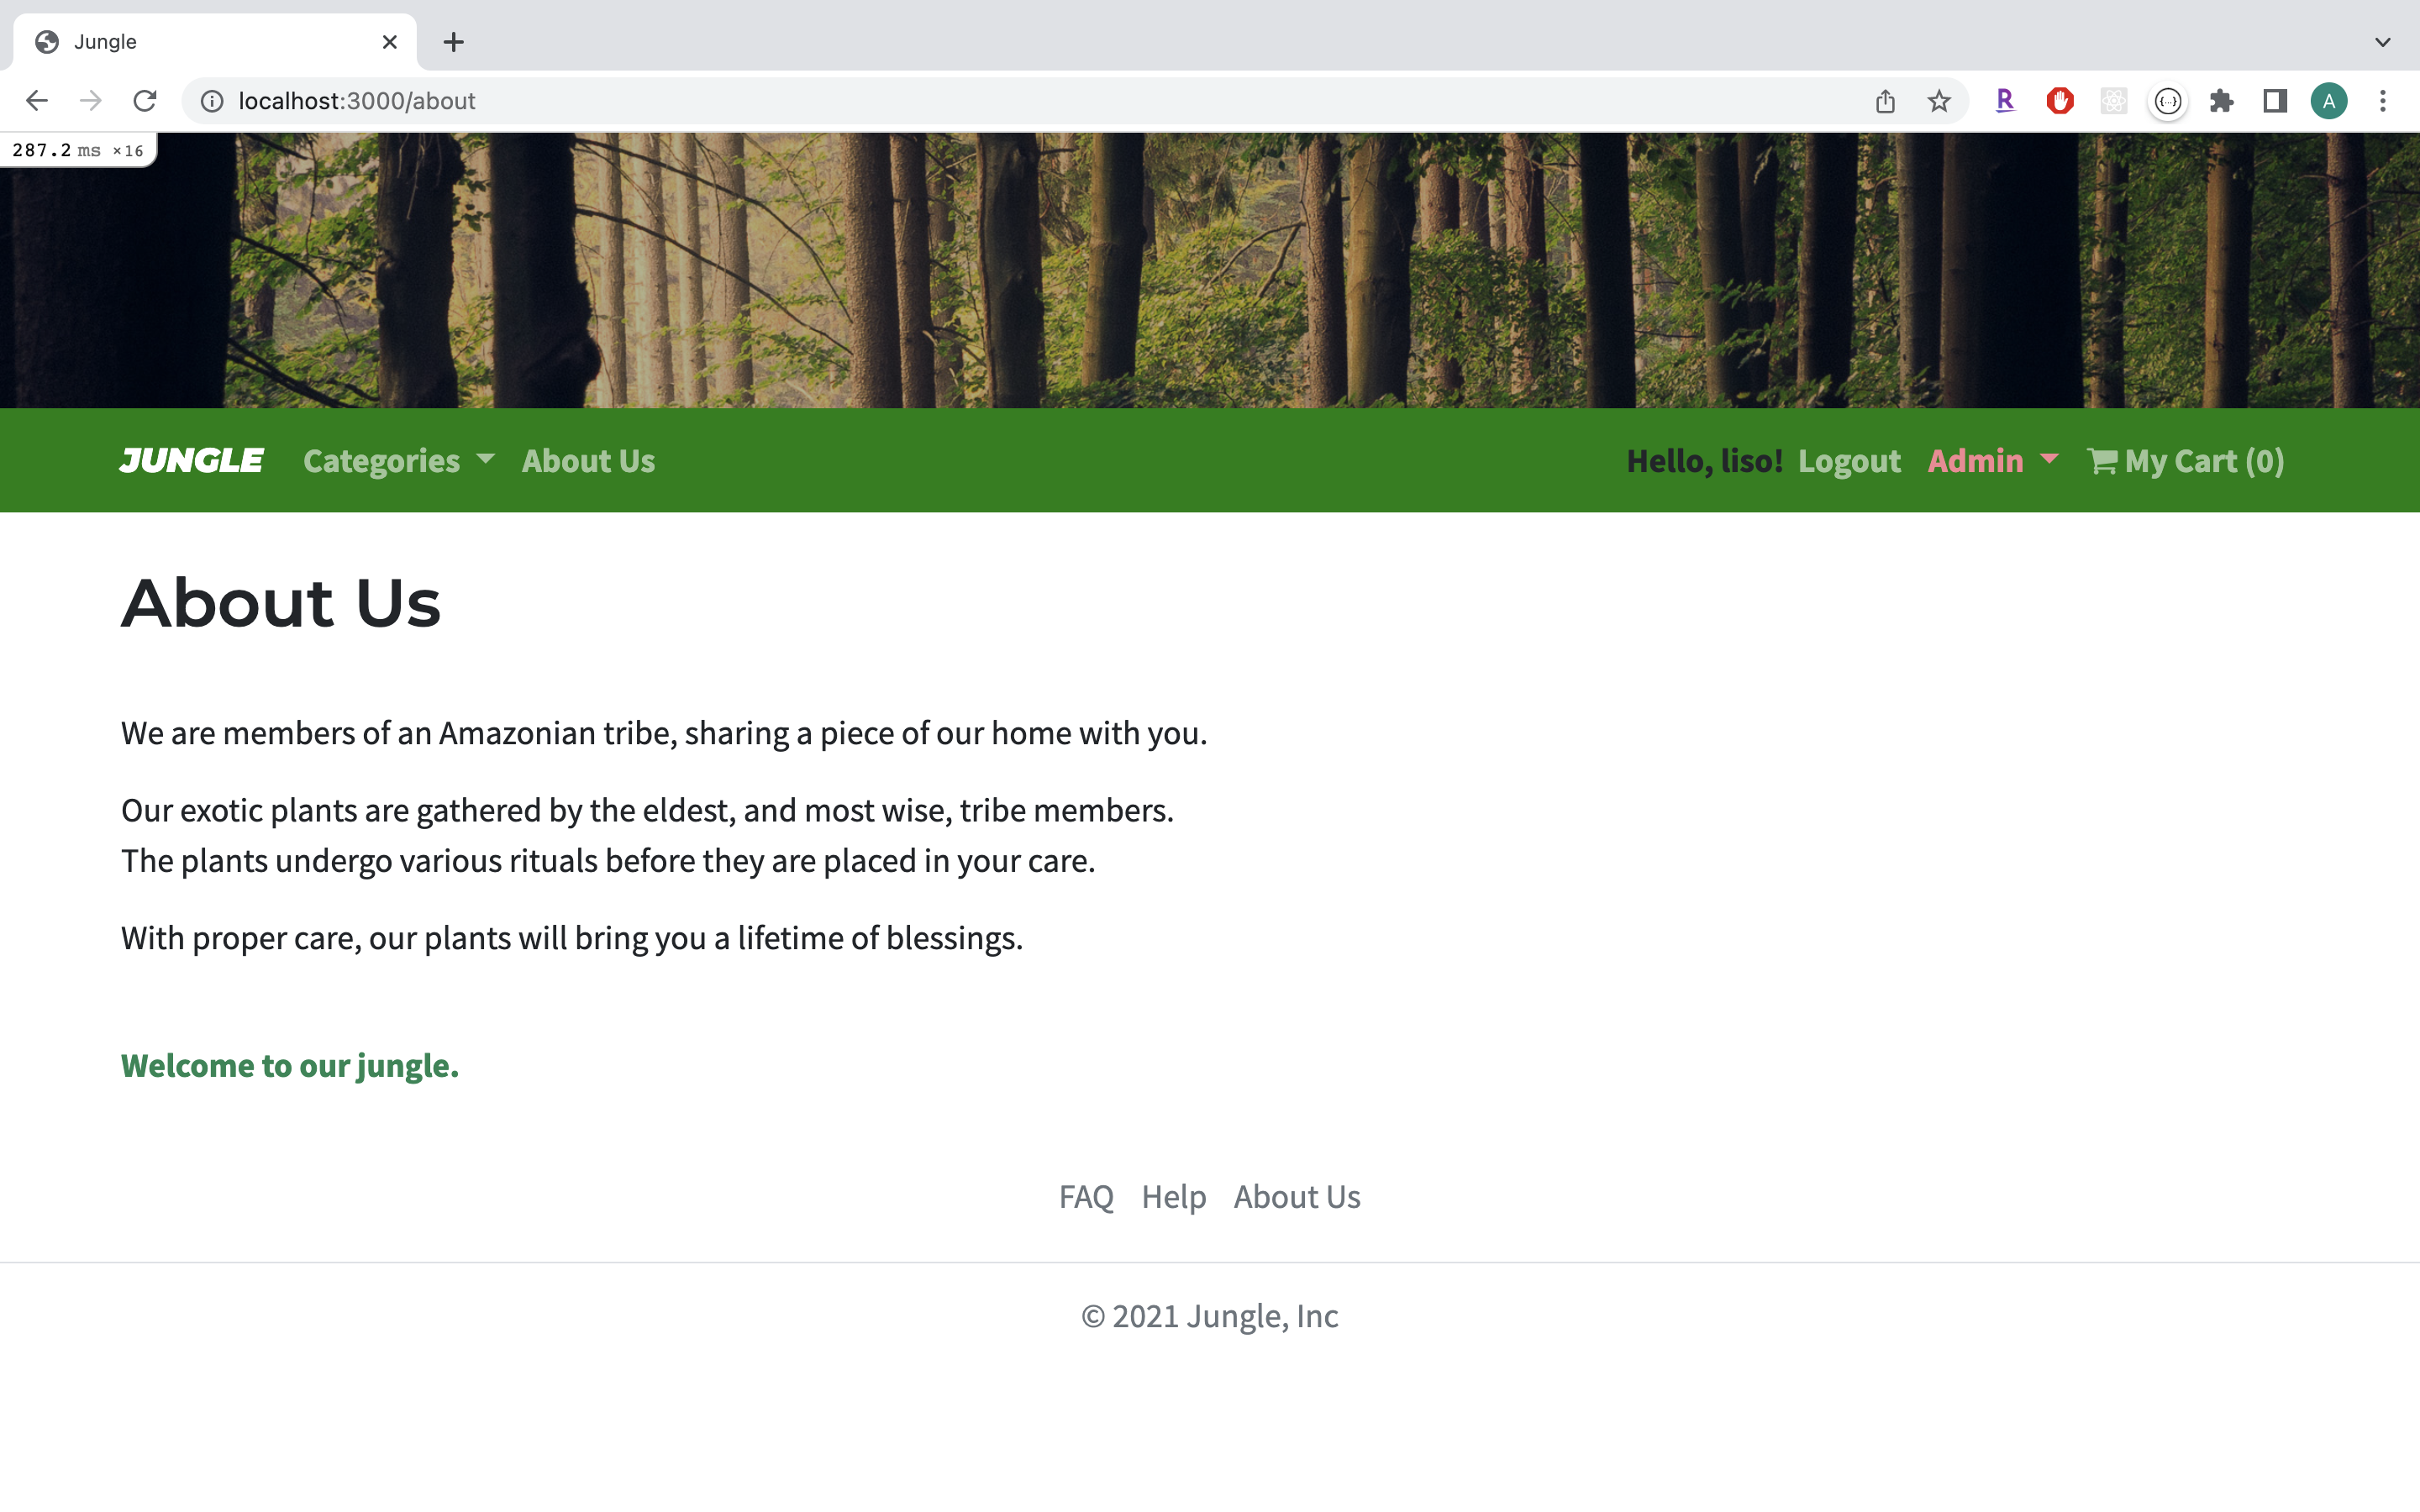 Jungle
localhost:3000/about
R
A
287.2 ms ×16
JUNGLE Categories About Us Hello, liso! Logout Admin My Cart (0)
About Us
We are members of an Amazonian tribe, sharing a piece of our home with you.
Our exotic plants are gathered by the eldest, and most wise, tribe members.
The plants undergo various rituals before they are placed in your care.
With proper care, our plants will bring you a lifetime of blessings.
Welcome to our jungle.
FAQ Help About Us
© 2021 Jungle, Inc